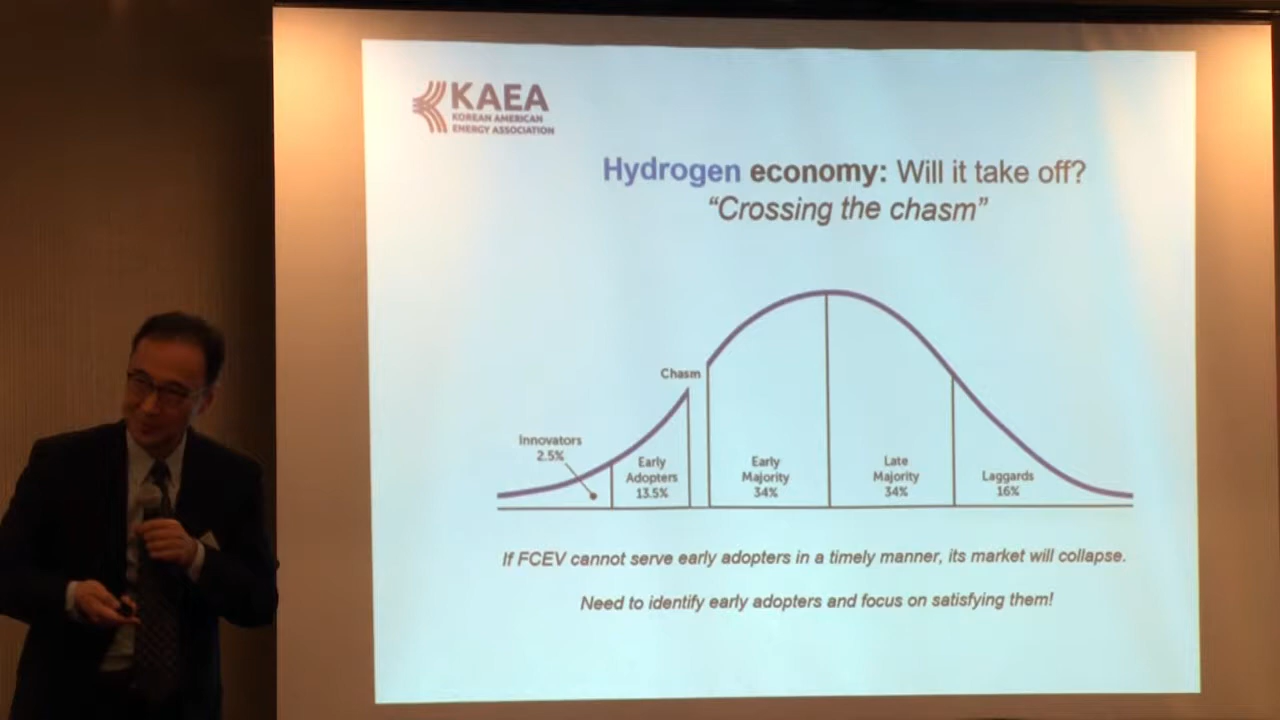 KAEA
KOREAN AMERICAN
ENERGY ASSOCIATION
Hydrogen economy: Will it take off?
“Crossing the chasm”
Chasm
Innovators
2.5%
Early
Adopters
13.5%
Early
Majority
34%
Late
Majority
34%
Laggards
16%
If FCEV cannot serve early adopters in a timely manner, its market will collapse.
Need to identify early adopters and focus on satisfying them!